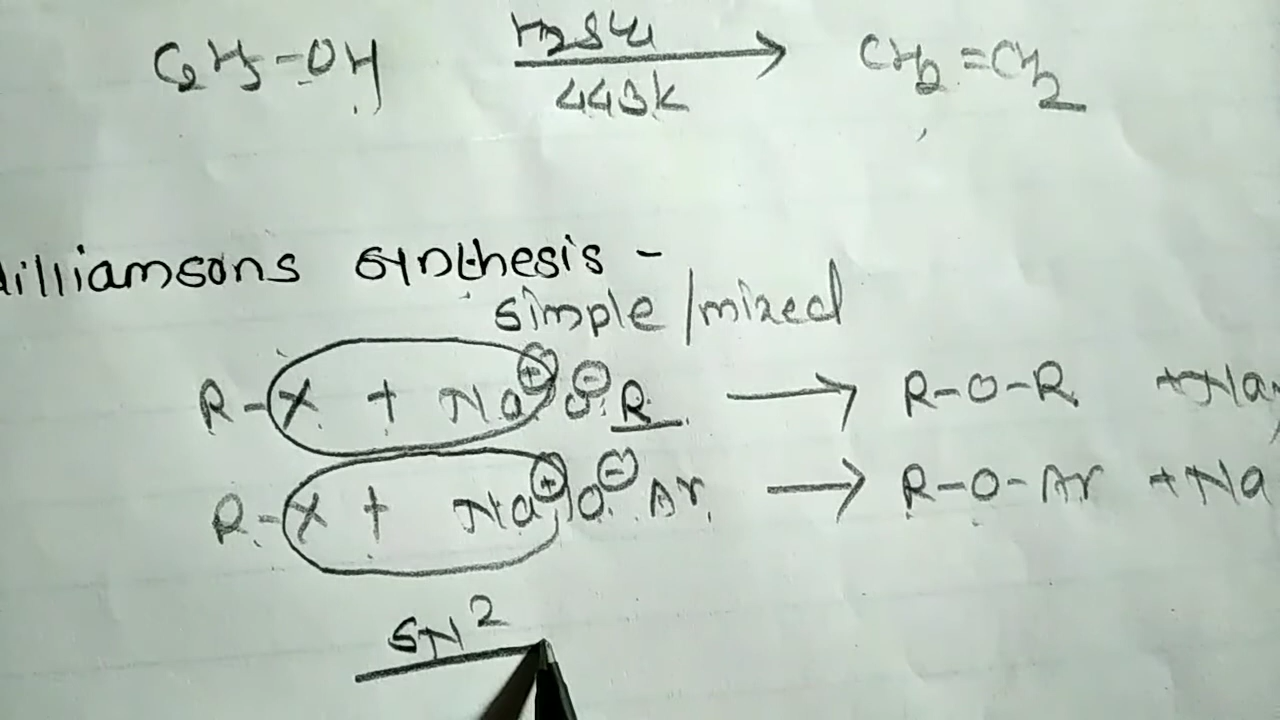 C2H5-OH H2SO4 → CH2=CH2
443K
illiamsons synthesis -
simple/mixed
R-X + Na⊕ O⊖ R → R-O-R + Na
R-X + Na⊕ O⊖ Ar → R-O-Ar + Na
SN2